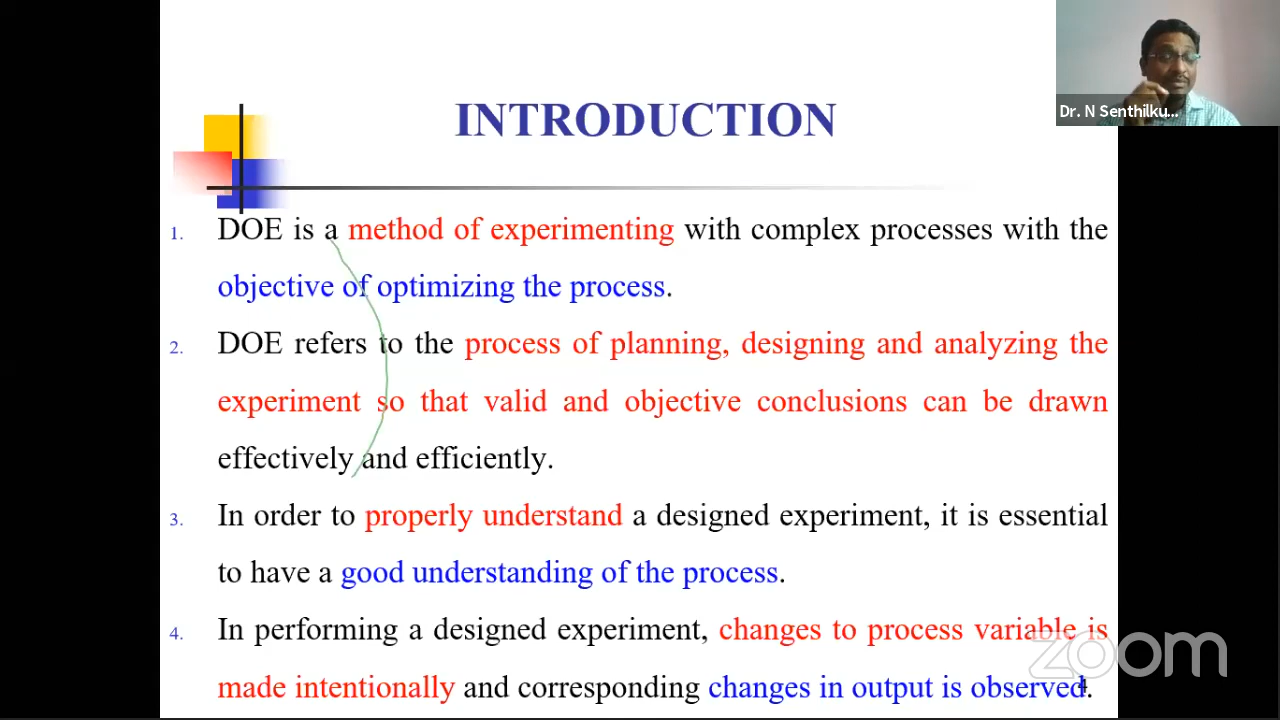 INTRODUCTION
Dr. N Senthilku...
1. DOE is a method of experimenting with complex processes with the
objective of optimizing the process.
2. DOE refers to the process of planning, designing and analyzing the
experiment so that valid and objective conclusions can be drawn
effectively and efficiently.
3. In order to properly understand a designed experiment, it is essential
to have a good understanding of the process.
4. In performing a designed experiment, changes to process variable is
made intentionally and corresponding changes in output is observed.
zoom
4